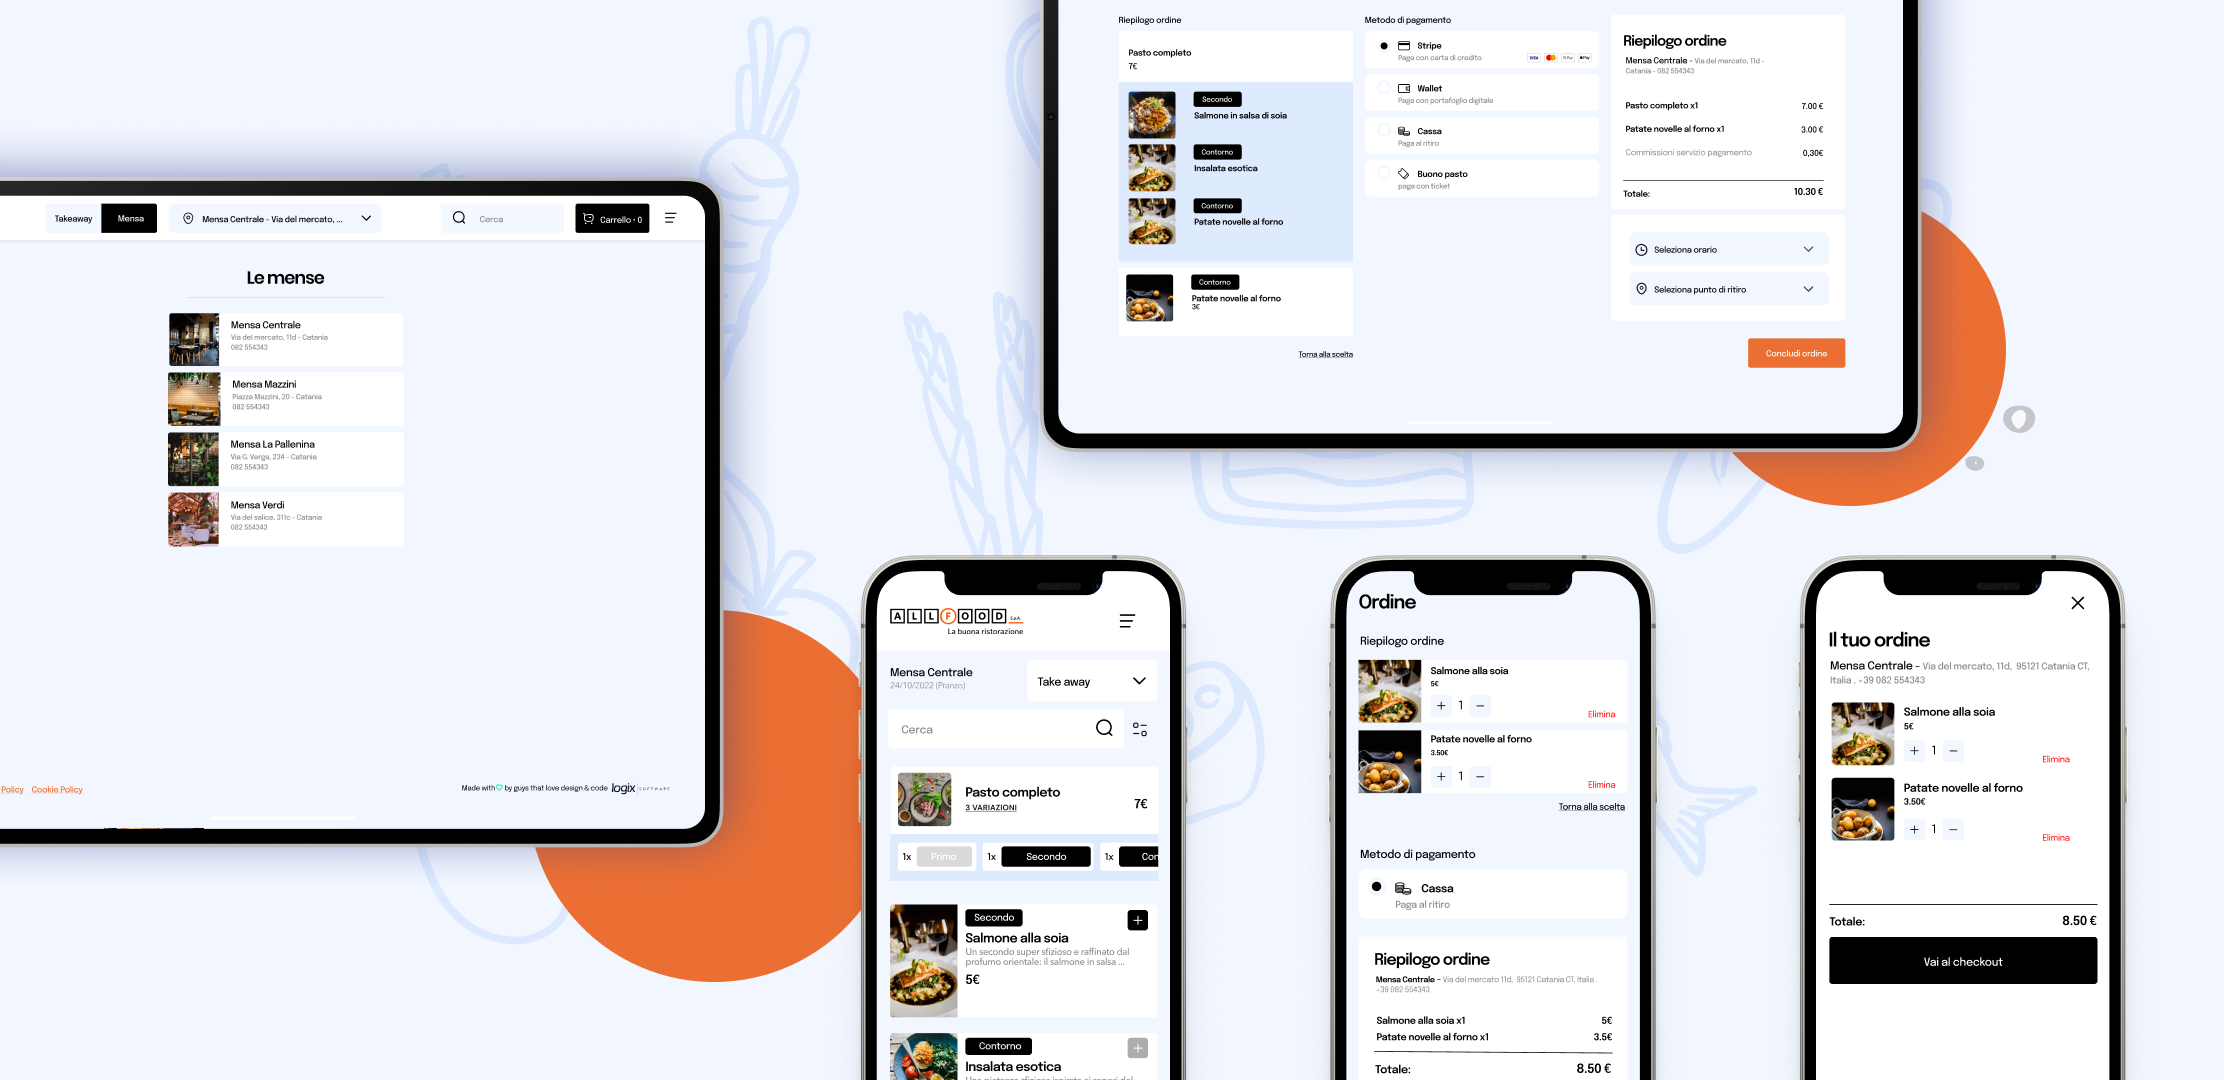 Takeaway
Mensa
Mensa Centrale - Via del mercato, ...
Cerca
Carrello • 0
Le mense
Mensa Centrale
Via del mercato, 11d - Catania
082 554343
Mensa Mazzini
Piazza Mazzini, 20 - Catania
082 554343
Mensa La Pallenina
Via G. Verga, 234 - Catania
082 554343
Mensa Verdi
Via del salice, 311c - Catania
082 554343
Policy Cookie Policy
Made with by guys that love design & code logix SOFTWARE
Riepilogo ordine
Pasto completo
7€
Secondo
Salmone in salsa di soia
Contorno
Insalata esotica
Contorno
Patate novelle al forno
Contorno
Patate novelle al forno
3€
Torna alla scelta
Metodo di pagamento
Stripe
Paga con carta di credito
VISA G Pay Pay
Wallet
Paga con portafoglio digitale
Cassa
Paga al ritiro
Buono pasto
paga con ticket
Riepilogo ordine
Mensa Centrale - Via del mercato, 11d -
Catania - 082 554343
Pasto completo x1 7.00 €
Patate novelle al forno x1 3.00 €
Commissioni servizio pagamento 0,30€
Totale: 10.30 €
Seleziona orario
Seleziona punto di ritiro
Concludi ordine
ALLFOOD S.p.A.
La buona ristorazione
Mensa Centrale
24/10/2022 (Pranzo)
Take away
Cerca
Pasto completo
3 VARIAZIONI
7€
1x Primo 1x Secondo 1x Con
Secondo
Salmone alla soia
Un secondo super sfizioso e raffinato dal
profumo orientale: il salmone in salsa ...
5€
Contorno
Insalata esotica
Ordine
Riepilogo ordine
Salmone alla soia
5€
+ 1 −
Elimina
Patate novelle al forno
3.50€
+ 1 −
Elimina
Torna alla scelta
Metodo di pagamento
Cassa
Paga al ritiro
Riepilogo ordine
Mensa Centrale - Via del mercato 11d, 95121 Catania CT, Italia .
+39 082 554343
Salmone alla soia x1 5€
Patate novelle al forno x1 3.5€
Totale: 8.50 €
Il tuo ordine
Mensa Centrale - Via del mercato, 11d, 95121 Catania CT,
Italia . +39 082 554343
Salmone alla soia
5€
+ 1 −
Elimina
Patate novelle al forno
3.50€
+ 1 −
Elimina
Totale: 8.50 €
Vai al checkout